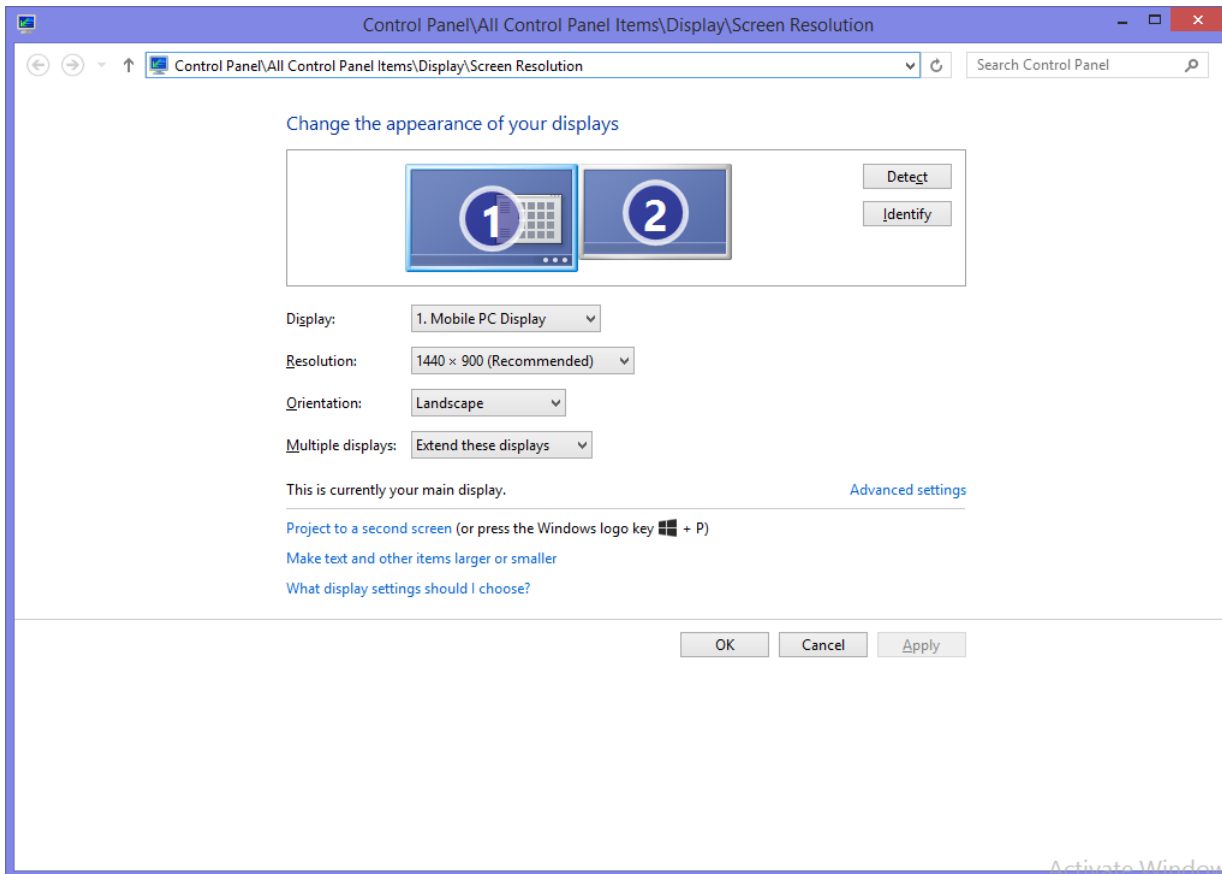 Control Panel\All Control Panel Items\Display\Screen Resolution
Control Panel\All Control Panel Items\Display\Screen Resolution
Search Control Panel
Change the appearance of your displays
1
2
Detect
Identify
Display:
1. Mobile PC Display
Resolution:
1440 × 900 (Recommended)
Orientation:
Landscape
Multiple displays:
Extend these displays
This is currently your main display.
Advanced settings
Project to a second screen (or press the Windows logo key + P)
Make text and other items larger or smaller
What display settings should I choose?
OK
Cancel
Apply
Activate Window